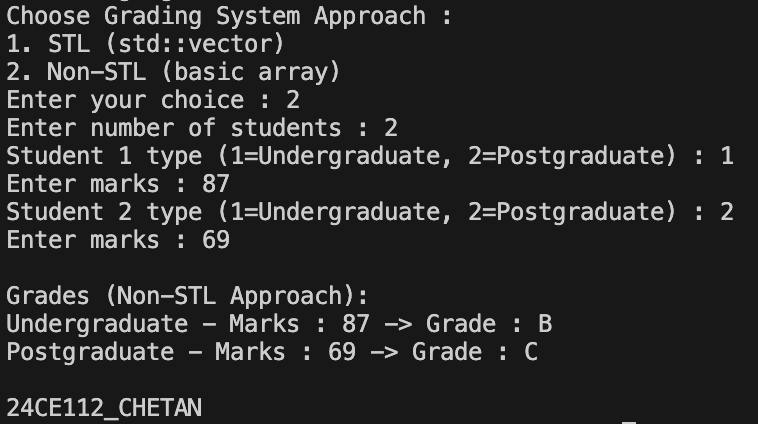 Choose Grading System Approach :
1. STL (std::vector)
2. Non-STL (basic array)
Enter your choice : 2
Enter number of students : 2
Student 1 type (1=Undergraduate, 2=Postgraduate) : 1
Enter marks : 87
Student 2 type (1=Undergraduate, 2=Postgraduate) : 2
Enter marks : 69

Grades (Non-STL Approach):
Undergraduate - Marks : 87 -> Grade : B
Postgraduate - Marks : 69 -> Grade : C

24CE112_CHETAN